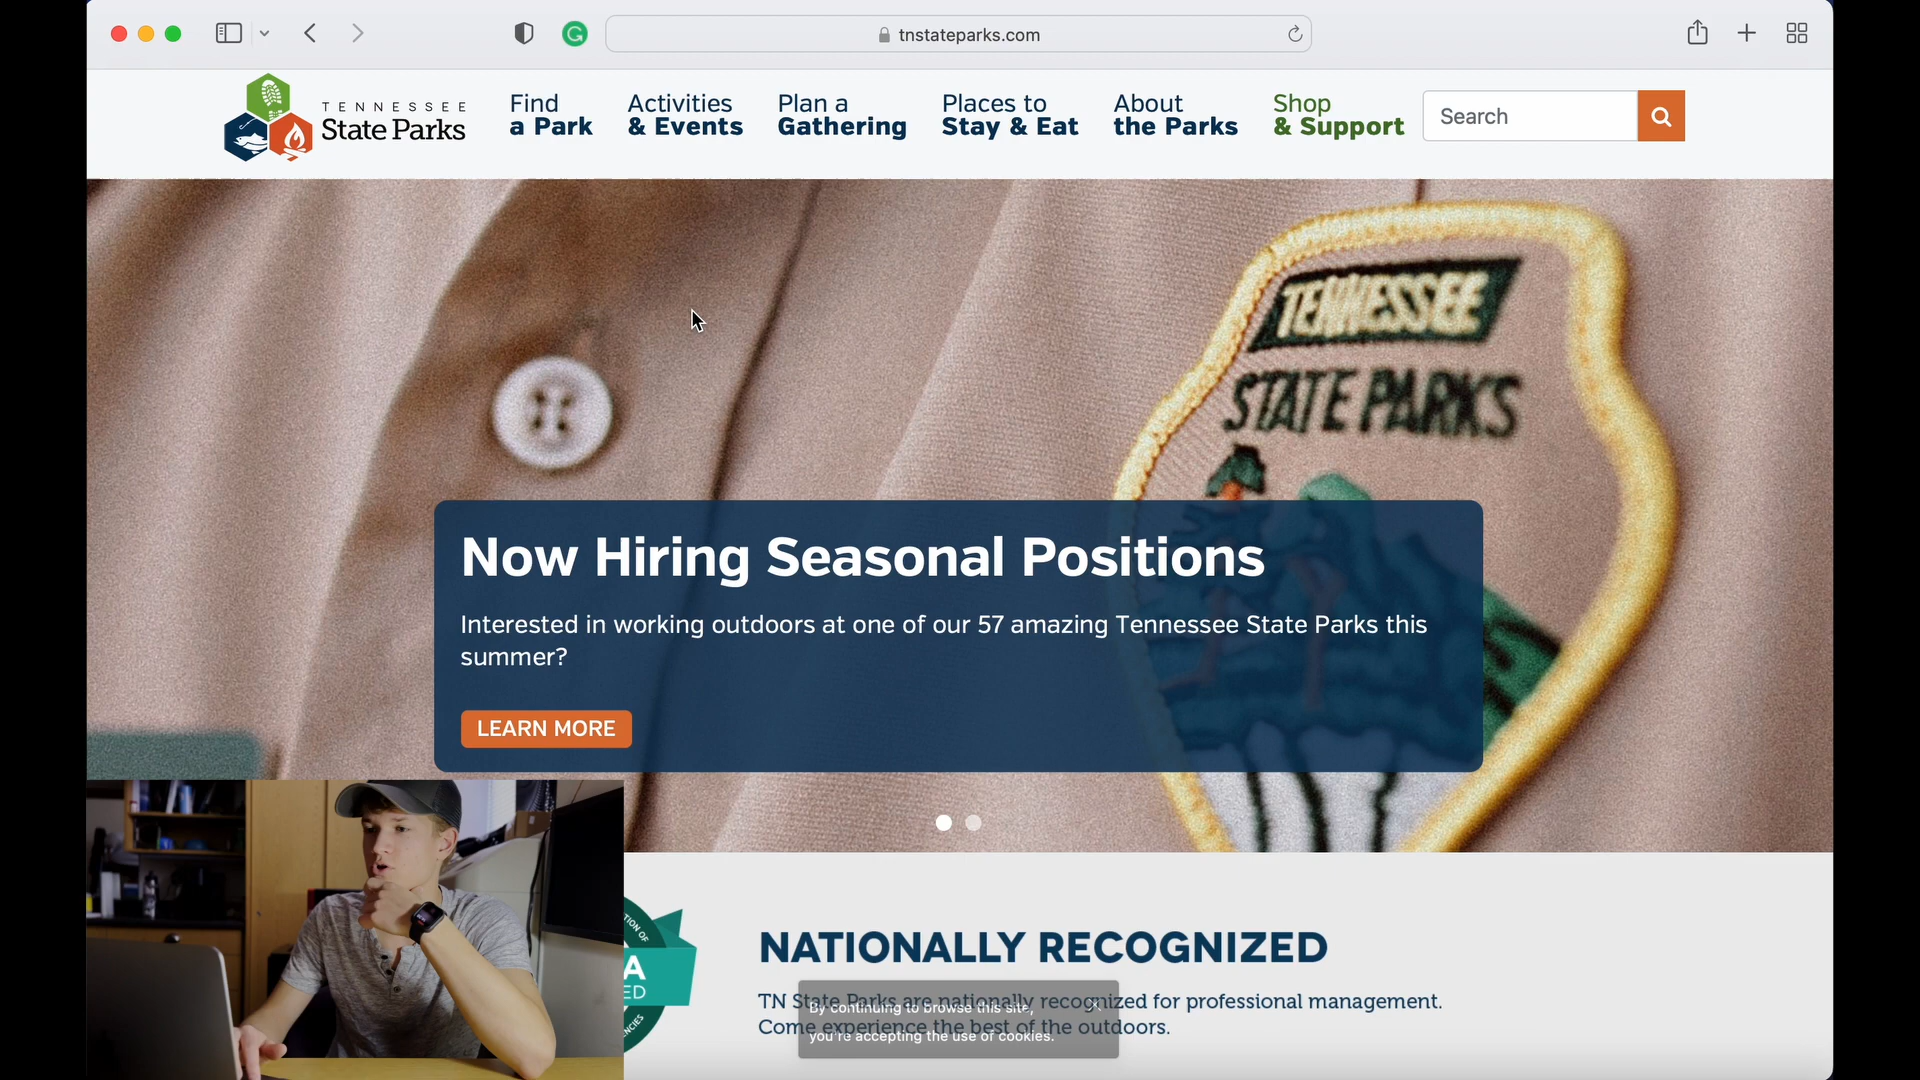 tnstateparks.com
TENNESSEE
State Parks
Find
a Park
Activities
& Events
Plan a
Gathering
Places to
Stay & Eat
About
the Parks
Shop
& Support
Search
TENNESSEE
STATE PARKS
Now Hiring Seasonal Positions
Interested in working outdoors at one of our 57 amazing Tennessee State Parks this
summer?
LEARN MORE
NATIONALLY RECOGNIZED
TN State Parks are nationally recognized for professional management.
Come experience the best of the outdoors.
By continuing to browse this site,
you're accepting the use of cookies.